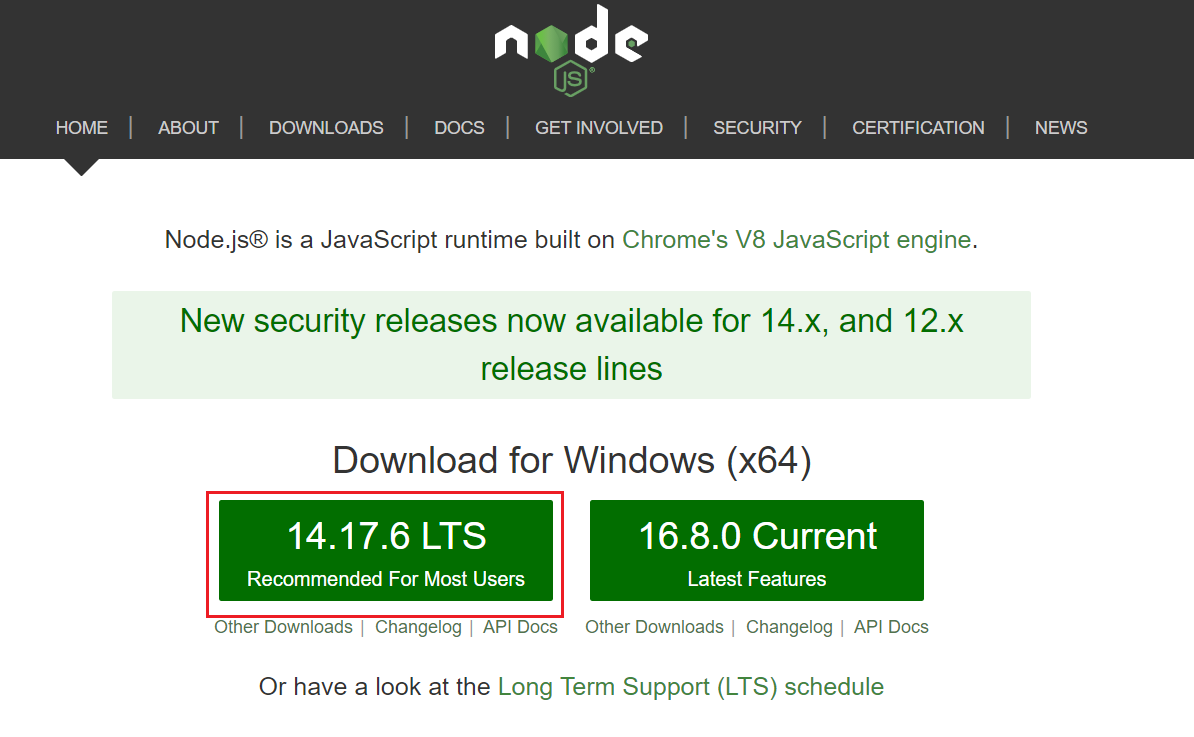 node
JS®
HOME | ABOUT | DOWNLOADS | DOCS | GET INVOLVED | SECURITY | CERTIFICATION | NEWS
Node.js® is a JavaScript runtime built on Chrome's V8 JavaScript engine.
New security releases now available for 14.x, and 12.x
release lines
Download for Windows (x64)
14.17.6 LTS
Recommended For Most Users
16.8.0 Current
Latest Features
Other Downloads | Changelog | API Docs
Other Downloads | Changelog | API Docs
Or have a look at the Long Term Support (LTS) schedule